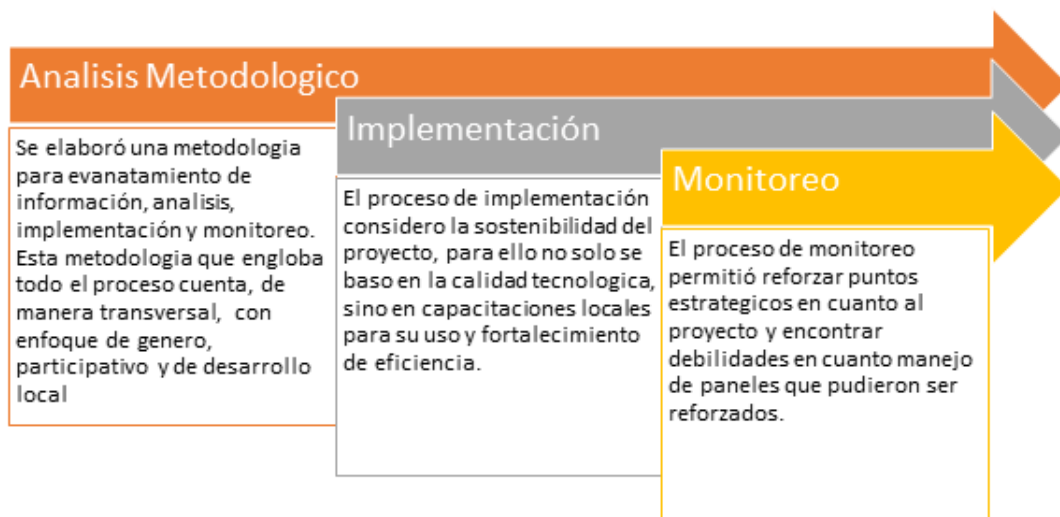 Analisis Metodologico
Se elaboró una metodologia
para evanatamiento de
información, analisis,
implementación y monitoreo.
Esta metodologia que engloba
todo el proceso cuenta, de
manera transversal, con
enfoque de genero,
participativo y de desarrollo
local
Implementación
El proceso de implementación
considero la sostenibilidad del
proyecto, para ello no solo se
baso en la calidad tecnologica,
sino en capacitaciones locales
para su uso y fortalecimiento
de eficiencia.
Monitoreo
El proceso de monitoreo
permitió reforzar puntos
estrategicos en cuanto al
proyecto y encontrar
debilidades en cuanto manejo
de paneles que pudieron ser
reforzados.